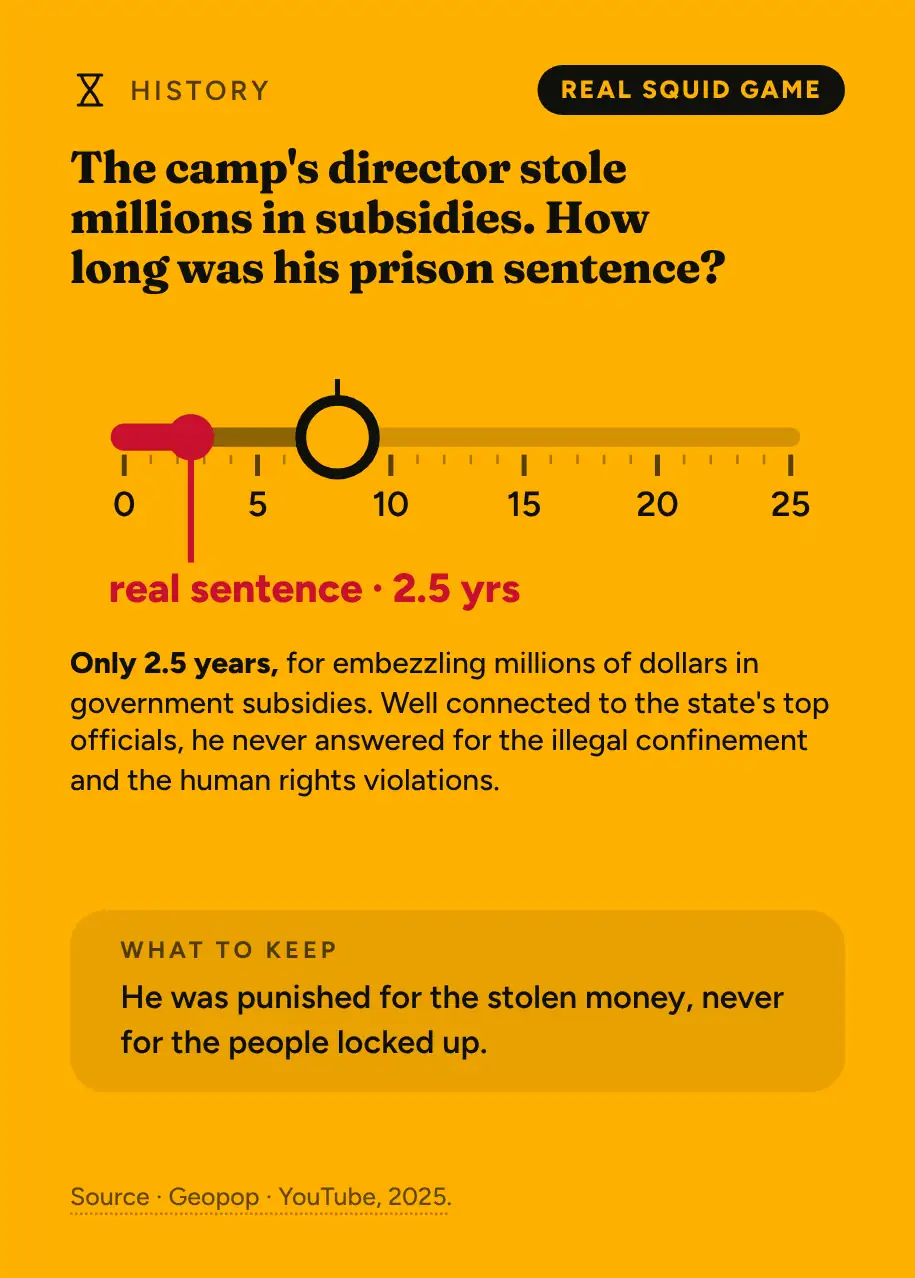 HISTORY
REAL SQUID GAME
The camp's director stole
millions in subsidies. How
long was his prison sentence?
0 5 10 15 20 25
real sentence · 2.5 yrs
Only 2.5 years, for embezzling millions of dollars in
government subsidies. Well connected to the state's top
officials, he never answered for the illegal confinement
and the human rights violations.
WHAT TO KEEP
He was punished for the stolen money, never
for the people locked up.
Source · Geopop · YouTube, 2025.